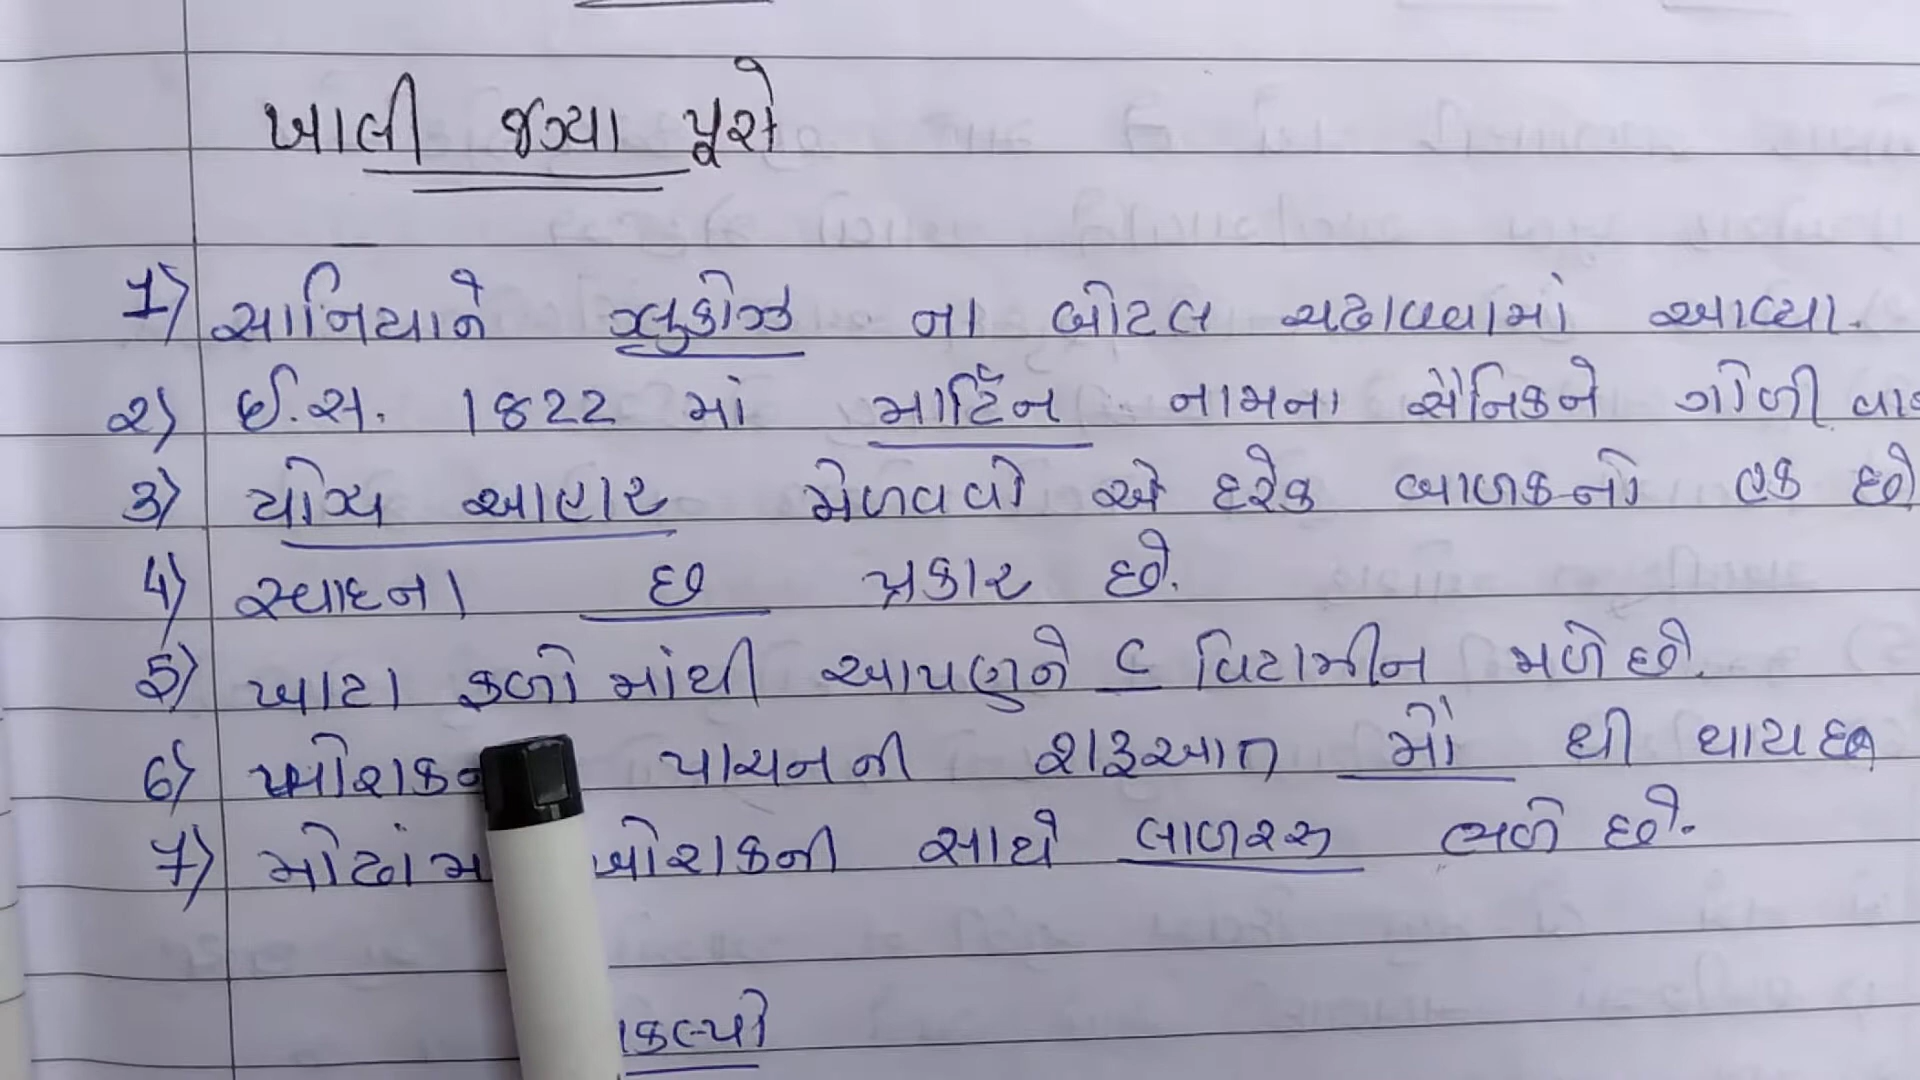 ખાલી જગ્યા પૂરો
1) સાનિયાને ગ્લુકોઝ ના બોટલ ચઢાવવામાં આવ્યા.
2) ઈ.સ. 1822 માં માર્ટિન નામના સૈનિકને ગોળી
3) યોગ્ય આહાર મેળવવો એ દરેક બાળકનો હક છે
4) સ્વાદના છ પ્રકાર છે.
5) ખાટા ફળોમાંથી આપણને C વિટામીન મળે છે.
6) પાચનની શરૂઆત મોં થી થાય છે
7) ખોરાકની સાથે લાળરસ ભળે છે.